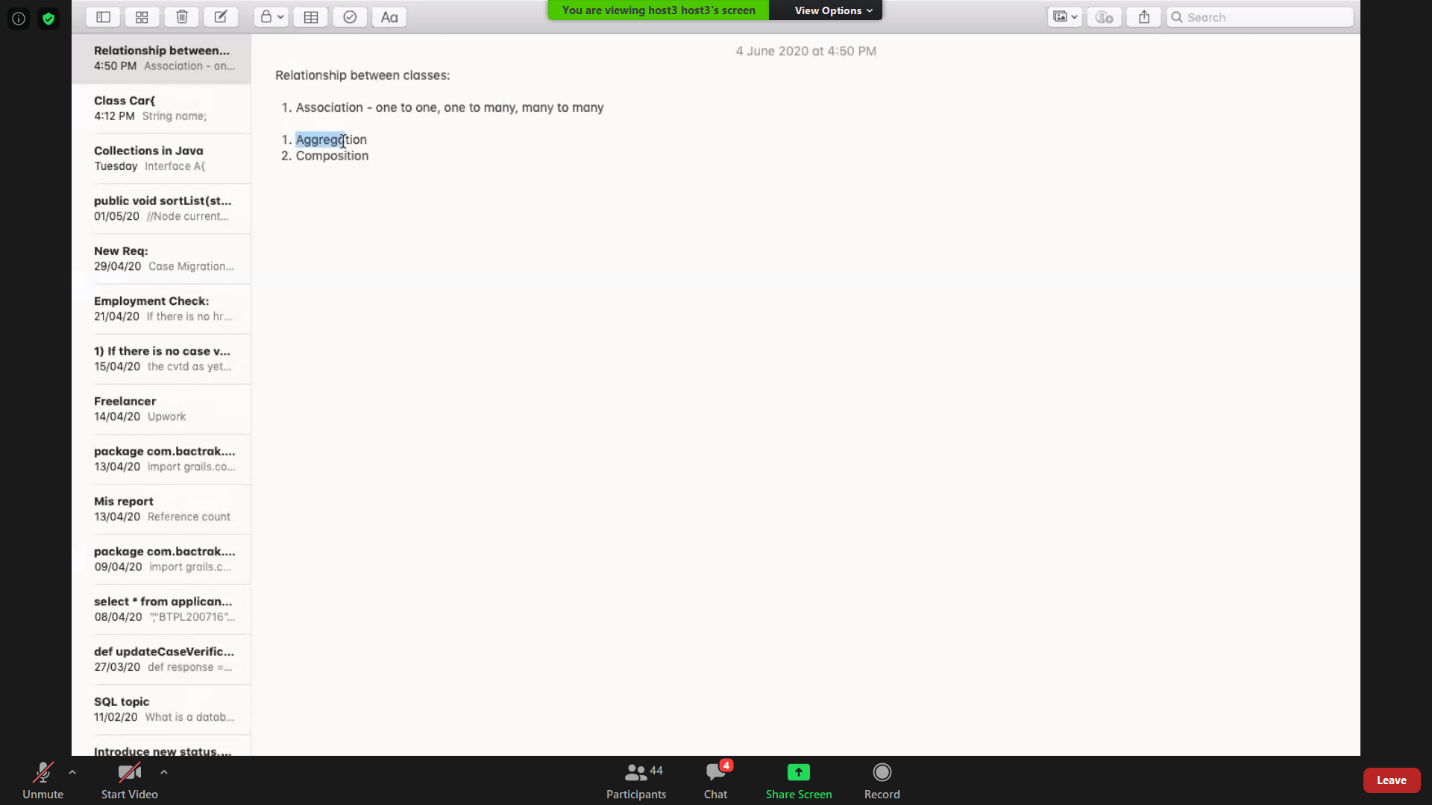 You are viewing host3 host3's screen
View Options
Aa
Search
Relationship between...
4:50 PM Association - on...
Class Car{
4:12 PM String name;
Collections in Java
Tuesday Interface A{
public void sortList(st...
01/05/20 //Node current...
New Req:
29/04/20 Case Migration...
Employment Check:
21/04/20 If there is no hr...
1) If there is no case v...
15/04/20 the cvtd as yet...
Freelancer
14/04/20 Upwork
package com.bactrak....
13/04/20 import grails.co...
Mis report
13/04/20 Reference count
package com.bactrak....
09/04/20 import grails.c...
select * from applican...
08/04/20 ";"BTPL200716"...
def updateCaseVerific...
27/03/20 def response =...
SQL topic
11/02/20 What is a datab...
Introduce new status....
4 June 2020 at 4:50 PM
Relationship between classes:
1. Association - one to one, one to many, many to many
1. Aggregation
2. Composition
Unmute
Start Video
44
Participants
4
Chat
Share Screen
Record
Leave